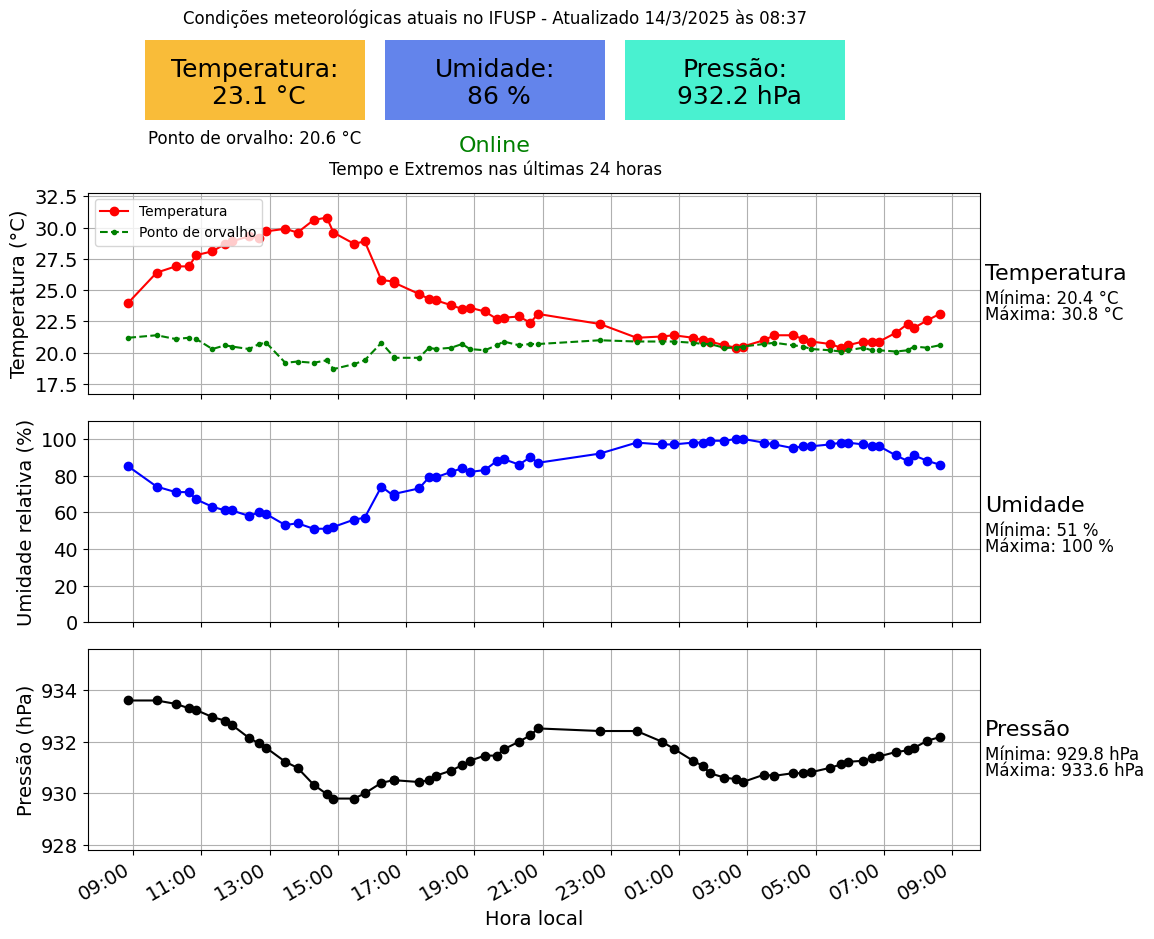 Condições meteorológicas atuais no IFUSP - Atualizado 14/3/2025 às 08:37
Temperatura:
23.1 °C
Umidade:
86 %
Pressão:
932.2 hPa
Ponto de orvalho: 20.6 °C
Online
Tempo e Extremos nas últimas 24 horas
Temperatura (°C)
32.5
30.0
27.5
25.0
22.5
20.0
17.5
Temperatura
Ponto de orvalho
Temperatura
Mínima: 20.4 °C
Máxima: 30.8 °C
Umidade relativa (%)
100
80
60
40
20
0
Umidade
Mínima: 51 %
Máxima: 100 %
Pressão (hPa)
934
932
930
928
Pressão
Mínima: 929.8 hPa
Máxima: 933.6 hPa
09:00 11:00 13:00 15:00 17:00 19:00 21:00 23:00 01:00 03:00 05:00 07:00 09:00
Hora local